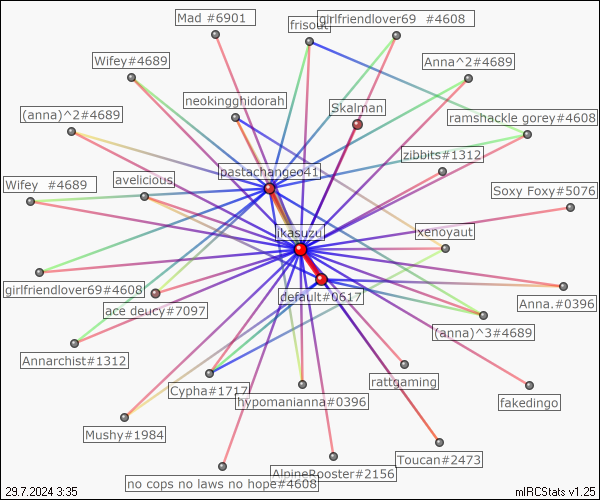 Mad #6901
frisout
girlfriendlover69 #4608
Wifey#4689
Anna^2#4689
neokingghidorah
Skalman
(anna)^2#4689
ramshackle gorey#4608
zibbits#1312
pastachangeo41
avelicious
Wifey #4689
Soxy Foxy#5076
ikasuzu
xenoyaut
girlfriendlover69#4608
default#0617
Anna.#0396
ace deucy#7097
(anna)^3#4689
Annarchist#1312
Cypha#1717
rattgaming
hypomanianna#0396
fakedingo
Mushy#1984
Toucan#2473
AlpineRooster#2156
no cops no laws no hope#4608
29.7.2024 3:35
mIRCStats v1.25